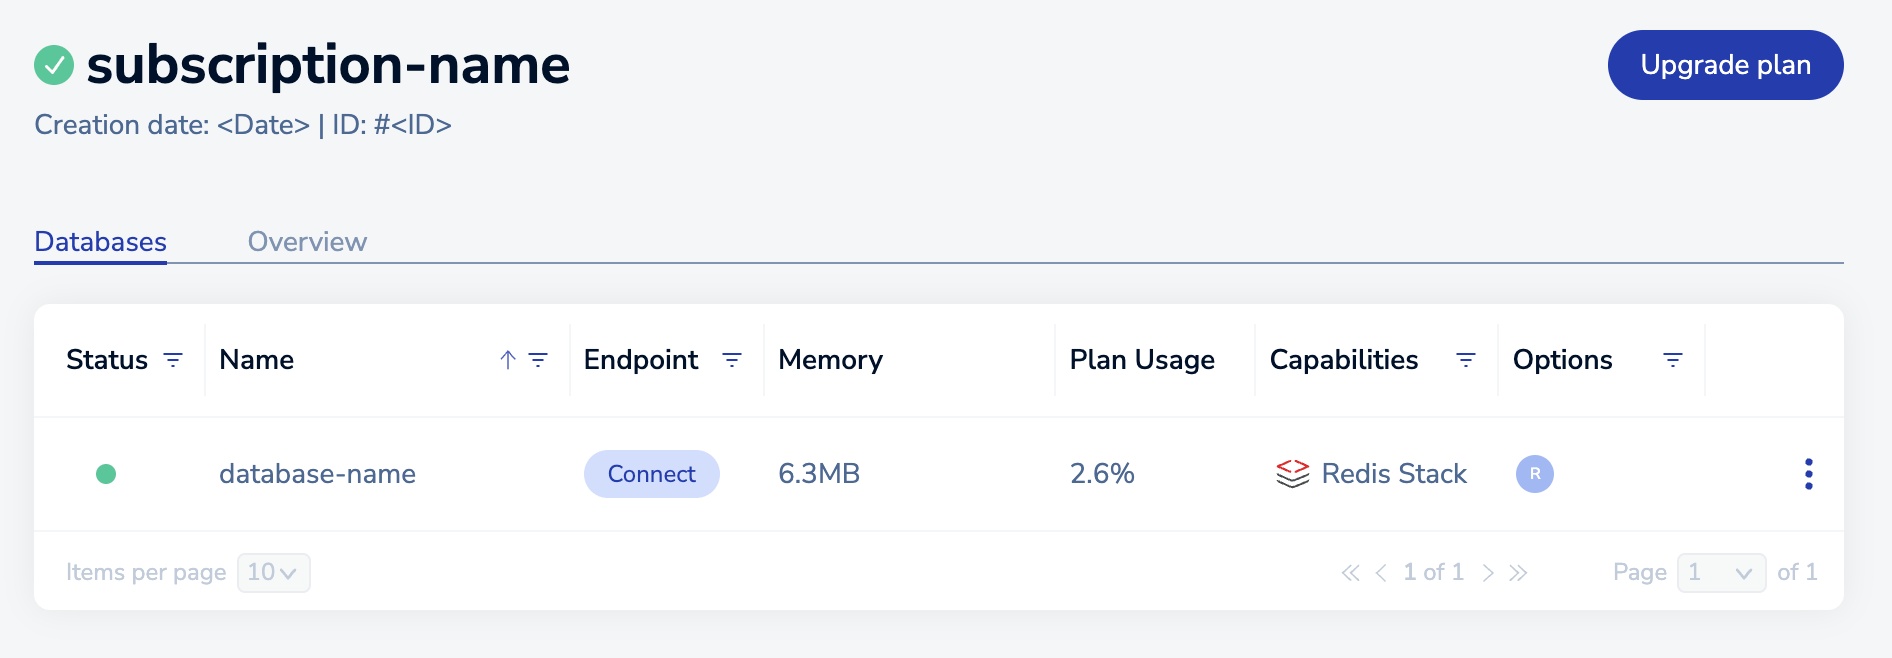 subscription-name
Upgrade plan
Creation date: <Date> | ID: #<ID>
Databases Overview
Status Name Endpoint Memory Plan Usage Capabilities Options
database-name Connect 6.3MB 2.6% Redis Stack R
Items per page 10 1 of 1 Page 1 of 1